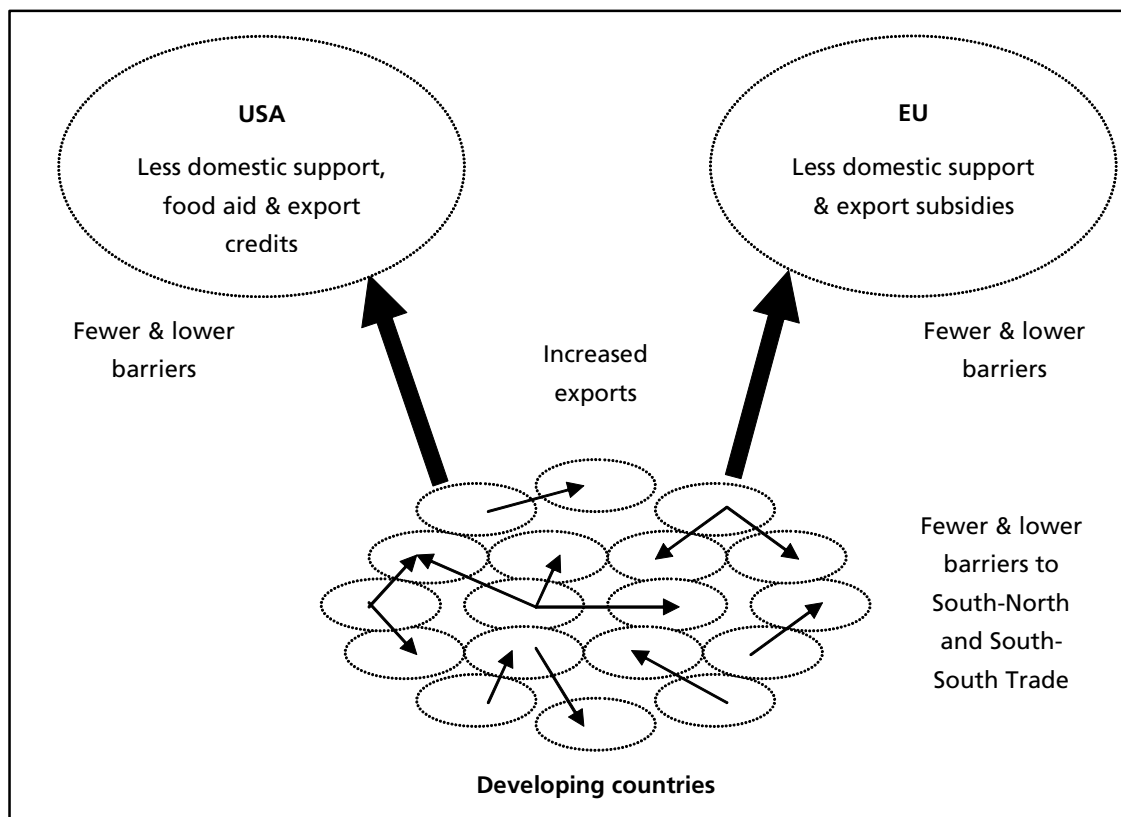 USA
Less domestic support,
food aid & export
credits
EU
Less domestic support
& export subsidies
Fewer & lower
barriers
Increased
exports
Fewer & lower
barriers
Fewer & lower
barriers to
South-North
and South-
South Trade
Developing countries